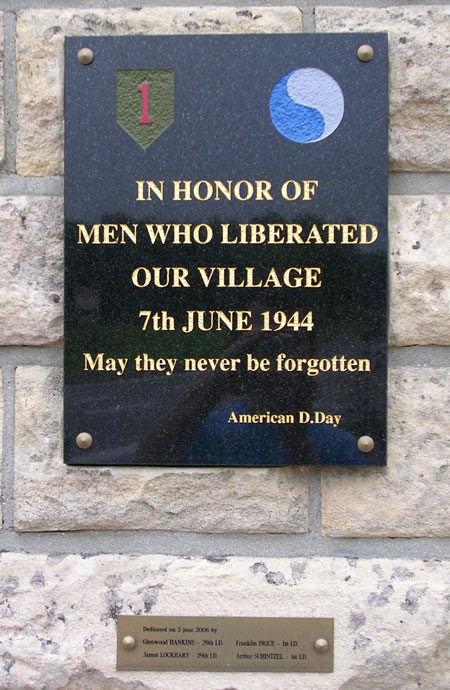 1
IN HONOR OF
MEN WHO LIBERATED
OUR VILLAGE
7th JUNE 1944
May they never be forgotten
American D.Day
Dedicated on 3 june 2006 by
Glenwood HANKINS - 29th I.D. Franklin PRICE - 1st I.D.
James LOCKHART - 29th I.D. Arthur SCHINTZEL - 1st I.D.